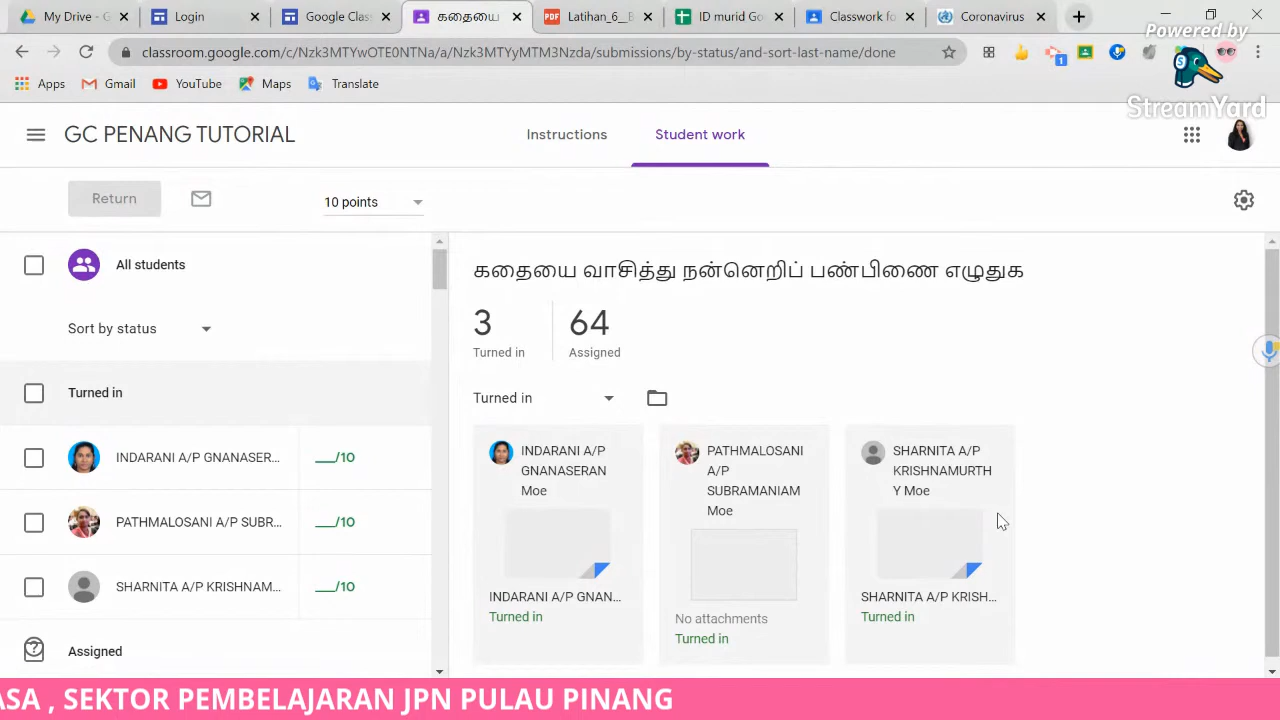 My Drive - G
Login
Google Clas
கதையை
Latihan_6__B
ID murid Go
Classwork fo
Coronavirus
classroom.google.com/c/Nzk3MTYwOTE0NTNa/a/Nzk3MTYyMTM3Nzda/submissions/by-status/and-sort-last-name/done
Powered by
StreamYard
Apps
Gmail
YouTube
Maps
Translate
GC PENANG TUTORIAL
Instructions
Student work
Return
10 points
All students
Sort by status
Turned in
INDARANI A/P GNANASER... __/10
PATHMALOSANI A/P SUBR... __/10
SHARNITA A/P KRISHNAM... __/10
Assigned
கதையை வாசித்து நன்னெறிப் பண்பிணை எழுதுக
3
Turned in
64
Assigned
Turned in
INDARANI A/P
GNANASERAN
Moe
INDARANI A/P GNAN...
Turned in
PATHMALOSANI
A/P
SUBRAMANIAM
Moe
No attachments
Turned in
SHARNITA A/P
KRISHNAMURTH
Y Moe
SHARNITA A/P KRISH...
Turned in
ASA , SEKTOR PEMBELAJARAN JPN PULAU PINANG